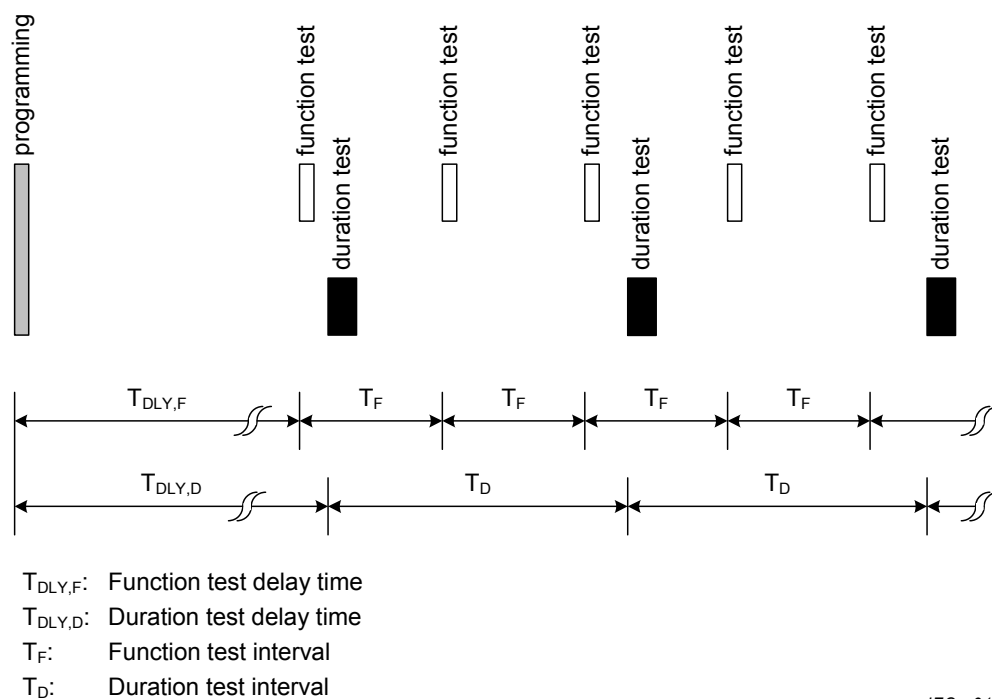 programming
function test
function test
function test
function test
function test
duration test
duration test
duration test
T_DLY,F
T_F
T_F
T_F
T_F
T_DLY,D
T_D
T_D
T_DLY,F: Function test delay time
T_DLY,D: Duration test delay time
T_F: Function test interval
T_D: Duration test interval